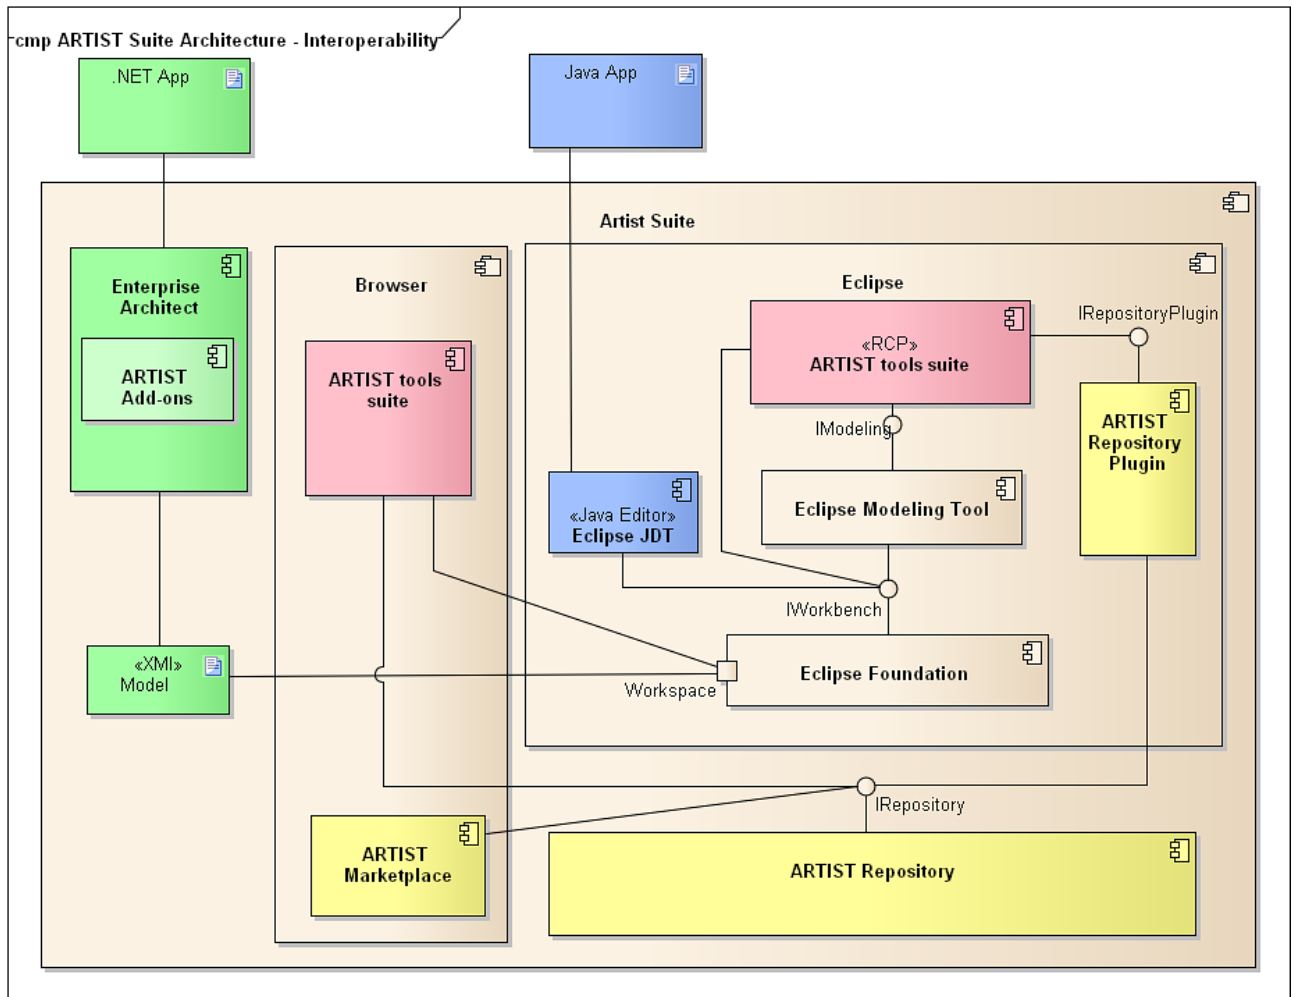 cmp ARTIST Suite Architecture - Interoperability
.NET App
Java App
Artist Suite
Enterprise
Architect
ARTIST
Add-ons
Browser
ARTIST tools
suite
Eclipse
«RCP»
ARTIST tools suite
IRepositoryPlugin
IModeling
ARTIST
Repository
Plugin
«Java Editor»
Eclipse JDT
Eclipse Modeling Tool
IWorkbench
«XMI»
Model
Workspace
Eclipse Foundation
IRepository
ARTIST
Marketplace
ARTIST Repository